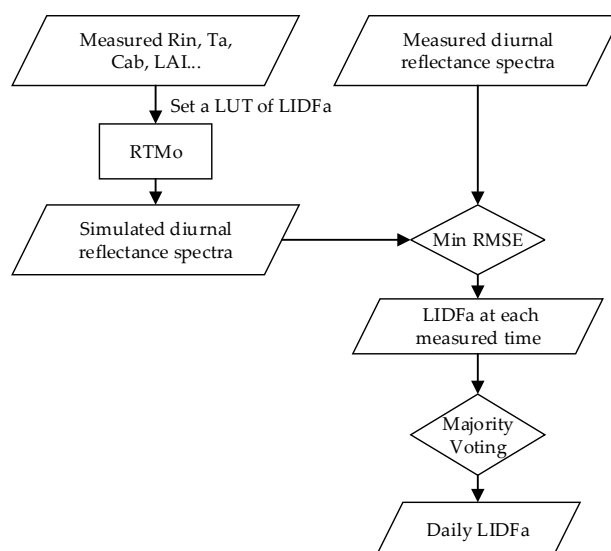 Measured Rin, Ta,
Cab, LAI...
Measured diurnal
reflectance spectra
Set a LUT of LIDFa
RTMo
Simulated diurnal
reflectance spectra
Min RMSE
LIDFa at each
measured time
Majority
Voting
Daily LIDFa